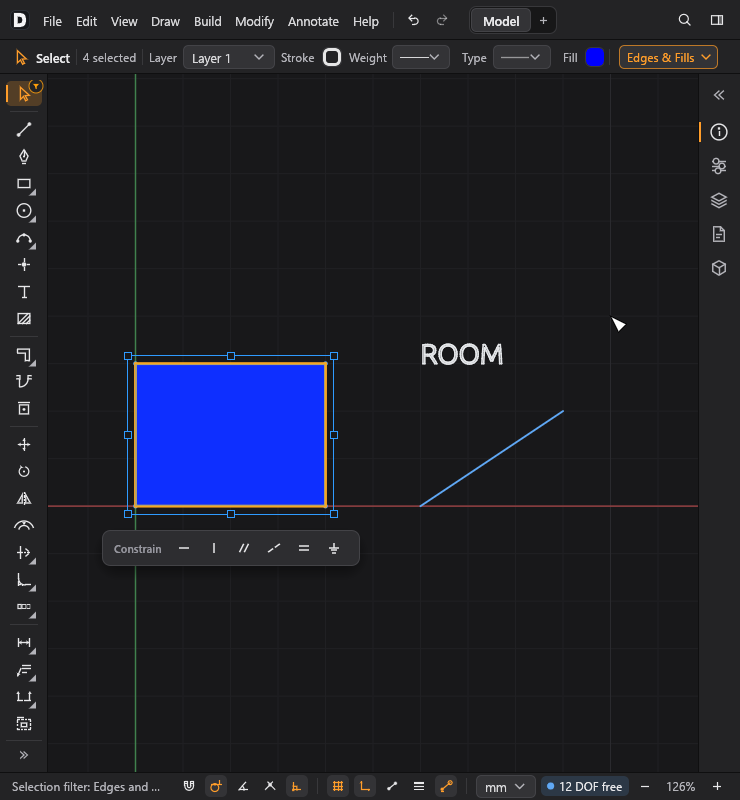 D File Edit View Draw Build Modify Annotate Help Model +
Select 4 selected Layer Layer 1 Stroke Weight Type Fill Edges & Fills
ROOM
Constrain
Selection filter: Edges and ... mm 12 DOF free 126%